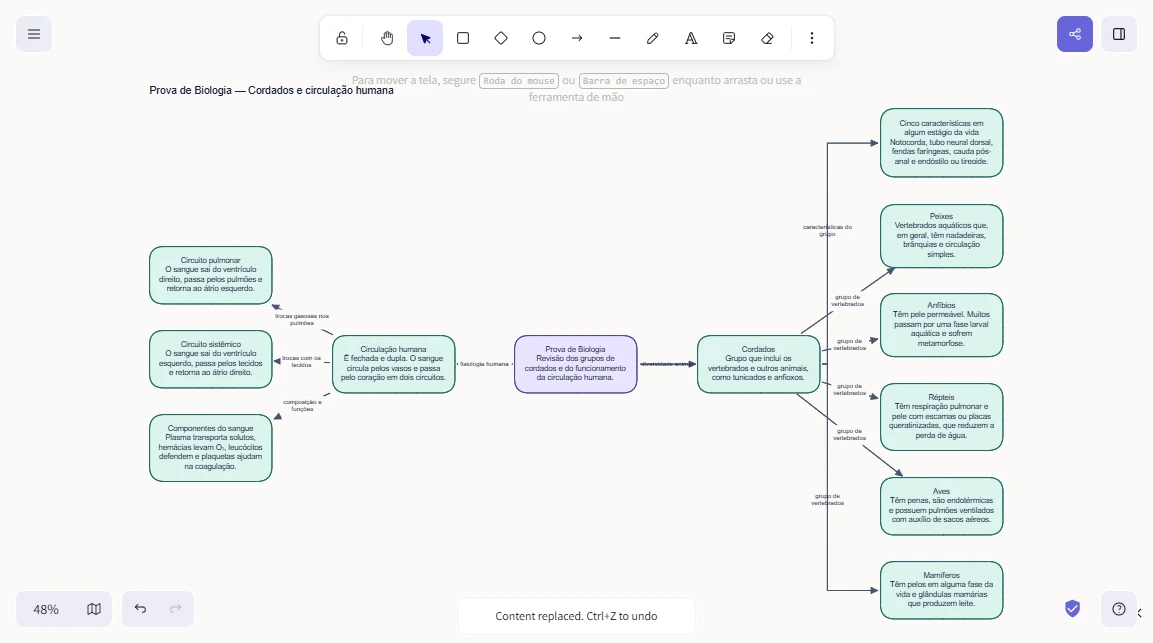 Para mover a tela, segure Roda do mouse ou Barra de espaço enquanto arrasta ou use a
ferramenta de mão
Prova de Biologia — Cordados e circulação humana
Cinco características em
algum estágio da vida
Notocorda, tubo neural dorsal,
fendas faríngeas, cauda pós-
anal e endóstilo ou tireoide.
características do
grupo
Peixes
Vertebrados aquáticos que,
em geral, têm nadadeiras,
brânquias e circulação
simples.
Circuito pulmonar
O sangue sai do ventrículo
direito, passa pelos pulmões e
retorna ao átrio esquerdo.
grupo de
vertebrados
Anfíbios
Têm pele permeável. Muitos
passam por uma fase larval
aquática e sofrem
metamorfose.
trocas gasosas nos
pulmões
Circuito sistêmico
O sangue sai do ventrículo
esquerdo, passa pelos tecidos
e retorna ao átrio direito.
trocas com os
tecidos
Circulação humana
É fechada e dupla. O sangue
circula pelos vasos e passa
pelo coração em dois circuitos.
fisiologia humana
Prova de Biologia
Revisão dos grupos de
cordados e do funcionamento
da circulação humana.
diversidade animal
Cordados
Grupo que inclui os
vertebrados e outros animais,
como tunicados e anfioxos.
grupo de
vertebrados
grupo de
vertebrados
Répteis
Têm respiração pulmonar e
pele com escamas ou placas
queratinizadas, que reduzem a
perda de água.
composição e
funções
Componentes do sangue
Plasma transporta solutos,
hemácias levam O₂, leucócitos
defendem e plaquetas ajudam
na coagulação.
grupo de
vertebrados
Aves
Têm penas, são endotérmicas
e possuem pulmões ventilados
com auxílio de sacos aéreos.
grupo de
vertebrados
Mamíferos
Têm pelos em alguma fase da
vida e glândulas mamárias
que produzem leite.
48%
Content replaced. Ctrl+Z to undo